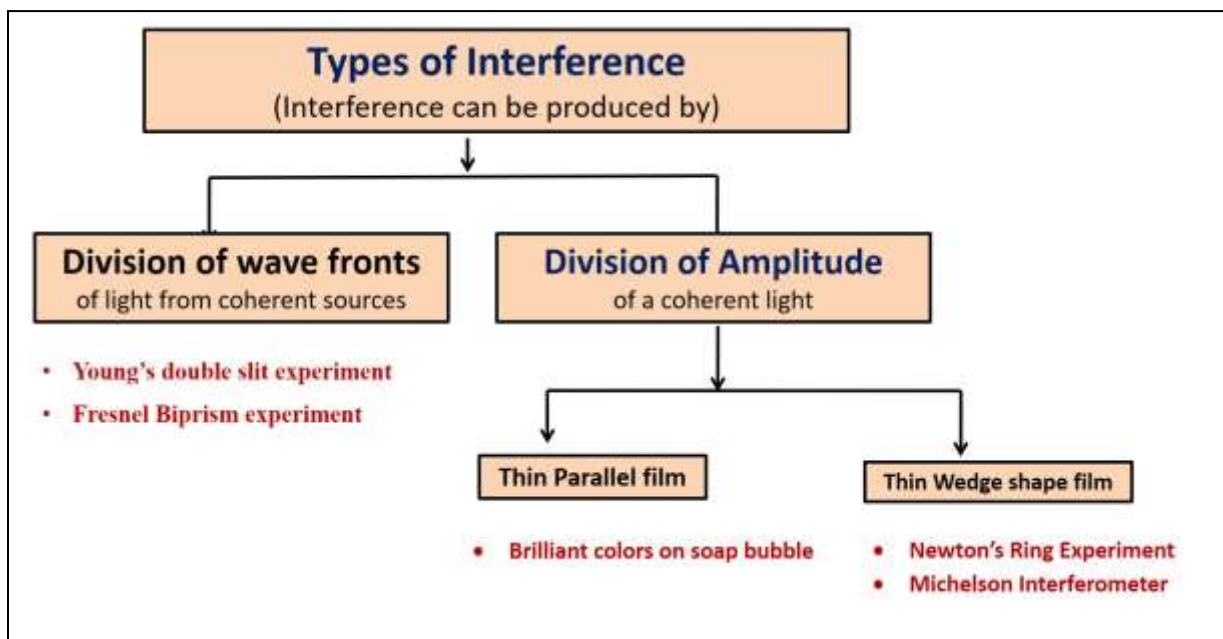 Types of Interference
(Interference can be produced by)
Division of wave fronts
of light from coherent sources
• Young's double slit experiment
• Fresnel Biprism experiment
Division of Amplitude
of a coherent light
Thin Parallel film
• Brilliant colors on soap bubble
Thin Wedge shape film
• Newton's Ring Experiment
• Michelson Interferometer